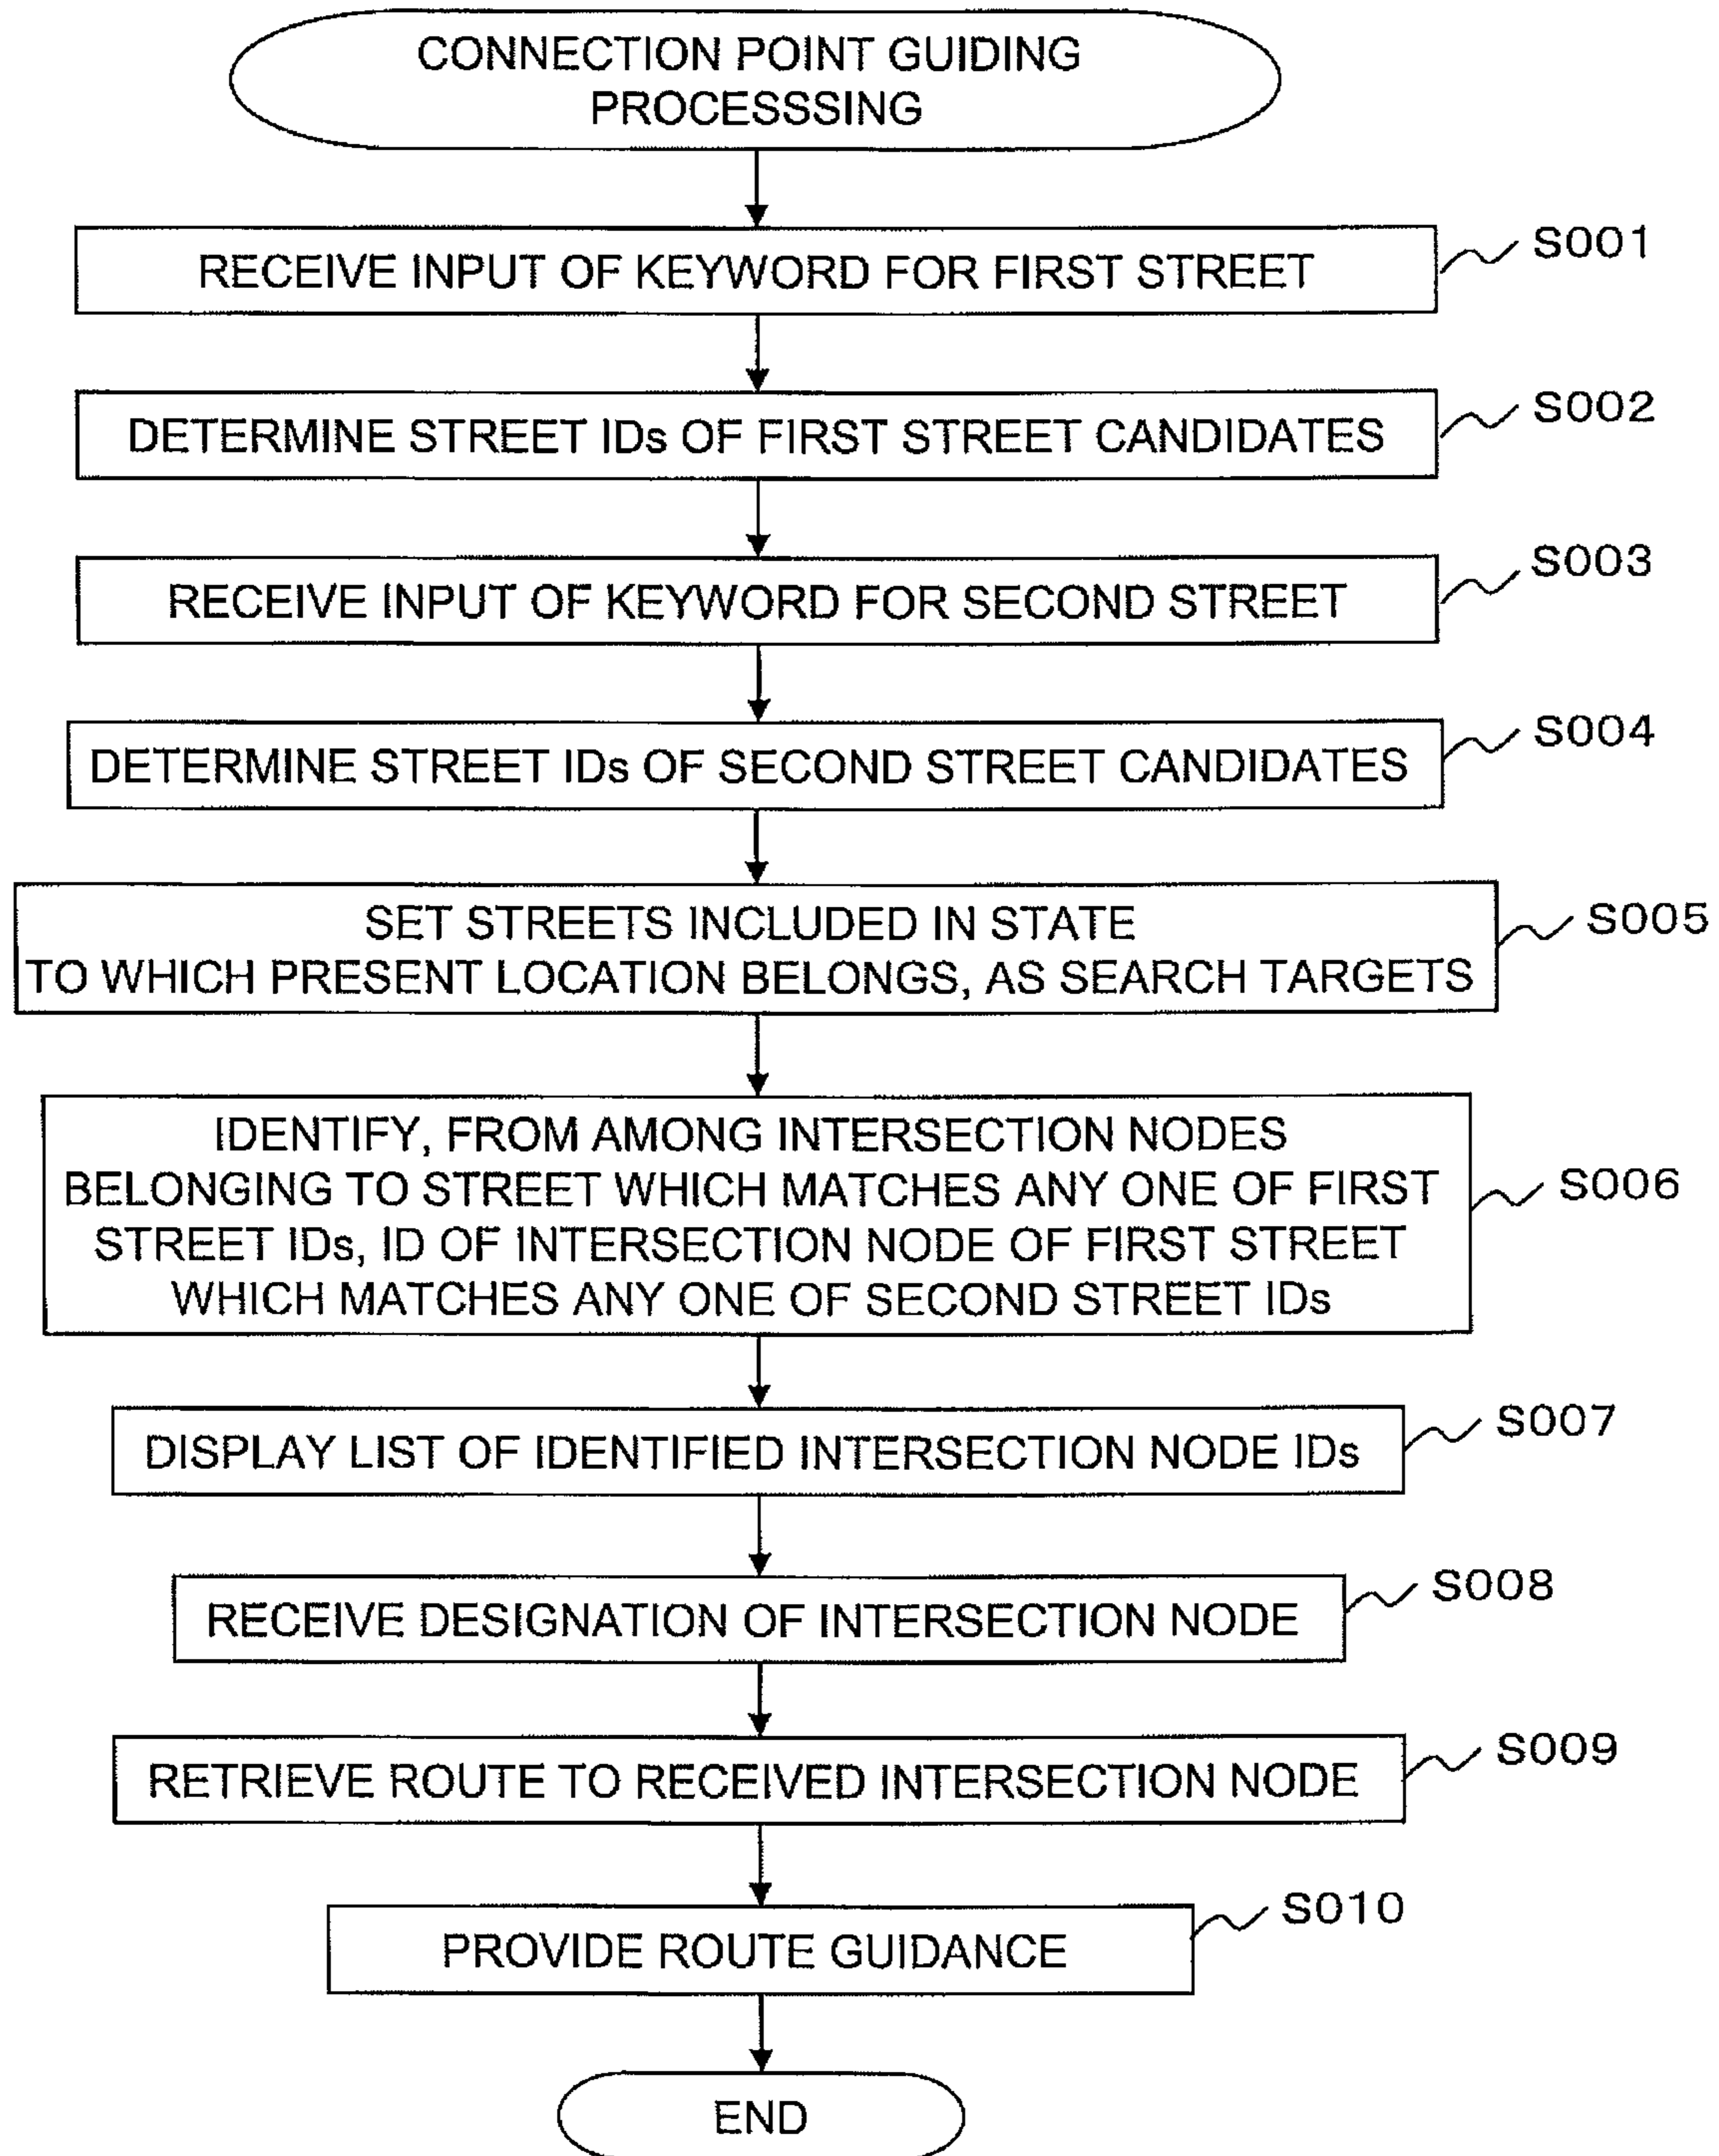 CONNECTION POINT GUIDING
PROCESSSING
RECEIVE INPUT OF KEYWORD FOR FIRST STREET
S001
DETERMINE STREET IDs OF FIRST STREET CANDIDATES
S002
RECEIVE INPUT OF KEYWORD FOR SECOND STREET
S003
DETERMINE STREET IDs OF SECOND STREET CANDIDATES
S004
SET STREETS INCLUDED IN STATE
TO WHICH PRESENT LOCATION BELONGS, AS SEARCH TARGETS
S005
IDENTIFY, FROM AMONG INTERSECTION NODES
BELONGING TO STREET WHICH MATCHES ANY ONE OF FIRST
STREET IDs, ID OF INTERSECTION NODE OF FIRST STREET
WHICH MATCHES ANY ONE OF SECOND STREET IDs
S006
DISPLAY LIST OF IDENTIFIED INTERSECTION NODE IDs
S007
RECEIVE DESIGNATION OF INTERSECTION NODE
S008
RETRIEVE ROUTE TO RECEIVED INTERSECTION NODE
S009
PROVIDE ROUTE GUIDANCE
S010
END